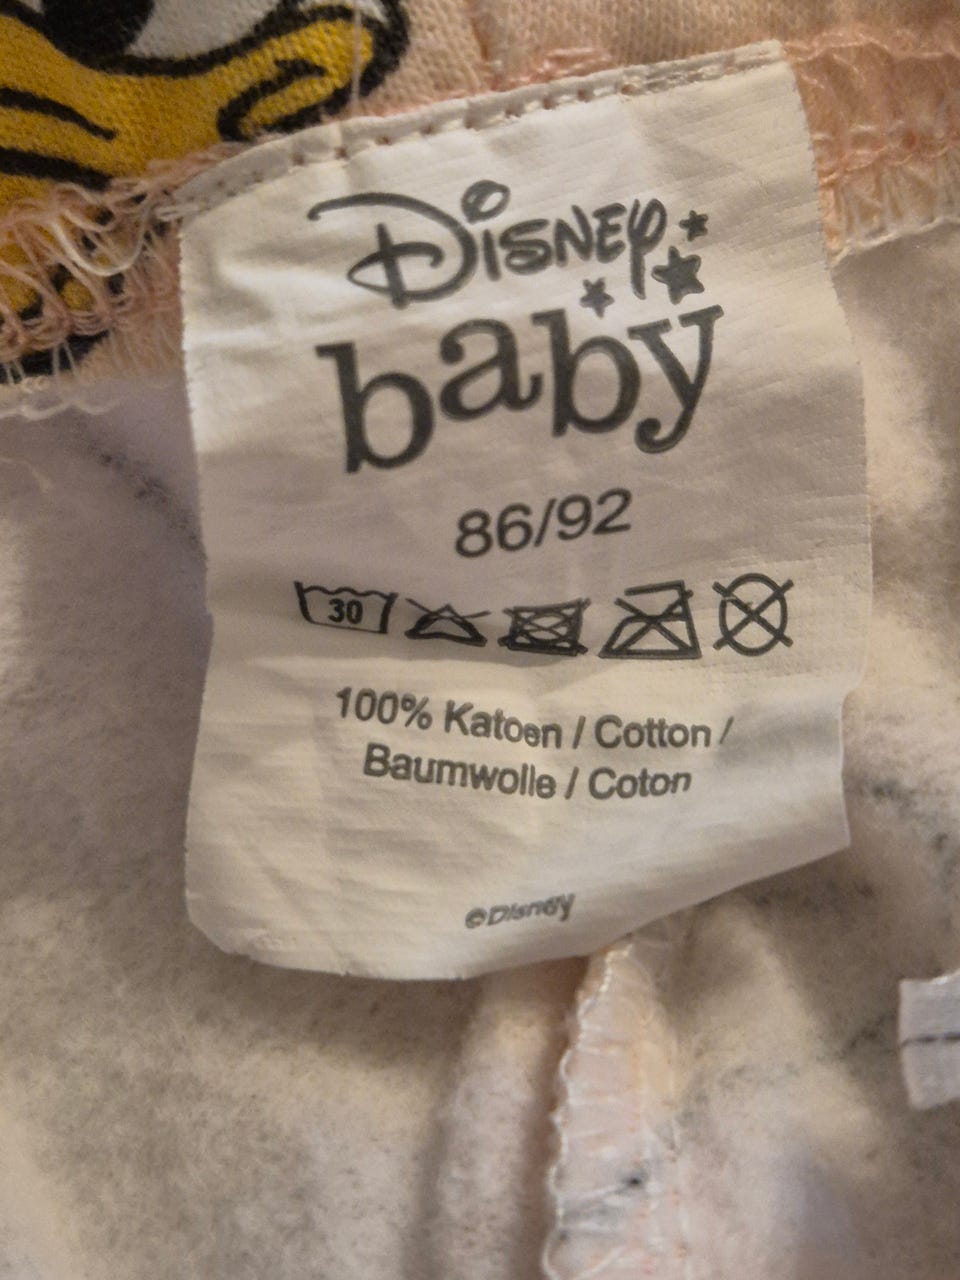 Disney
baby
86/92
30
100% Katoen / Cotton /
Baumwolle / Coton
©Disney